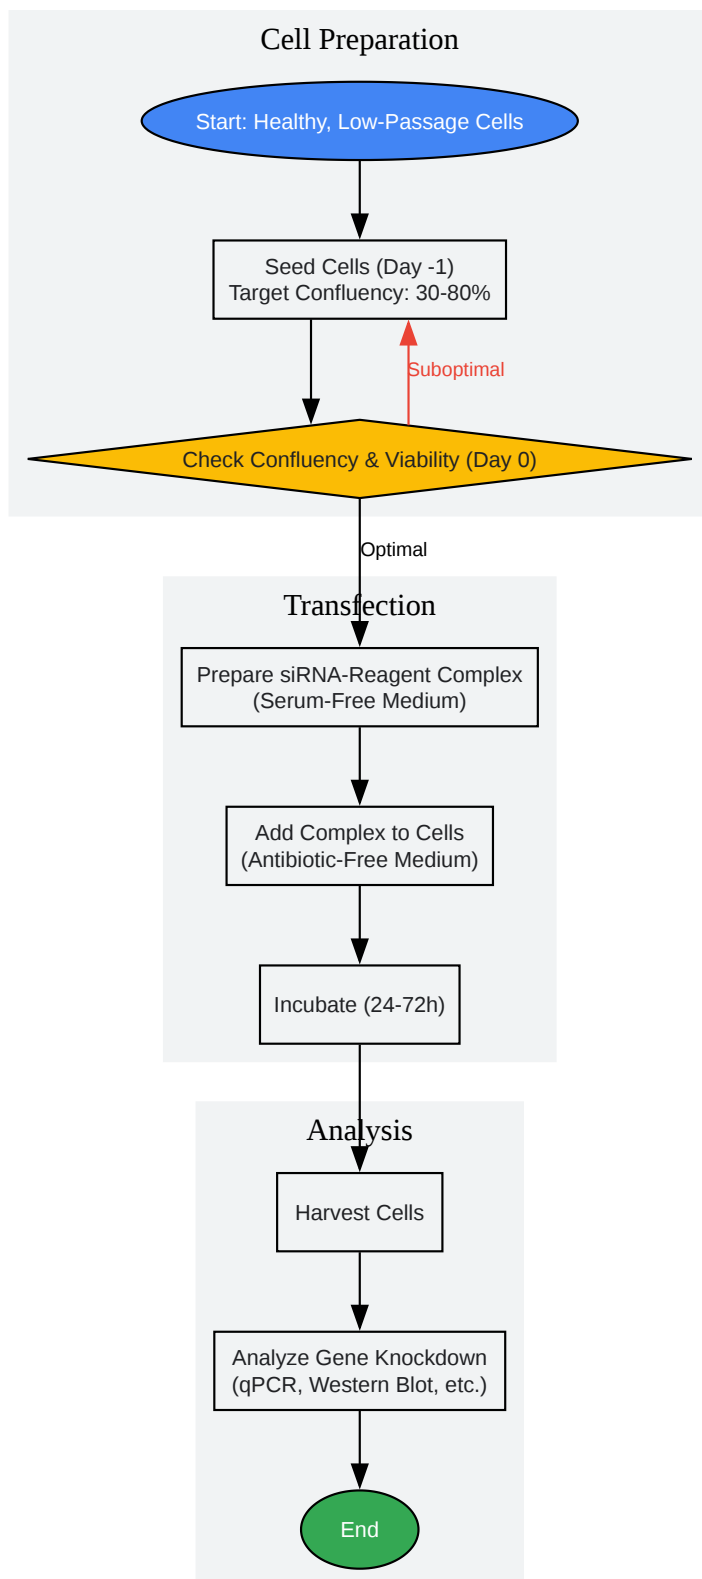 Cell Preparation
Start: Healthy, Low-Passage Cells
Seed Cells (Day -1)
Target Confluency: 30-80%
Suboptimal
Check Confluency & Viability (Day 0)
Optimal
Transfection
Prepare siRNA-Reagent Complex
(Serum-Free Medium)
Add Complex to Cells
(Antibiotic-Free Medium)
Incubate (24-72h)
Analysis
Harvest Cells
Analyze Gene Knockdown
(qPCR, Western Blot, etc.)
End